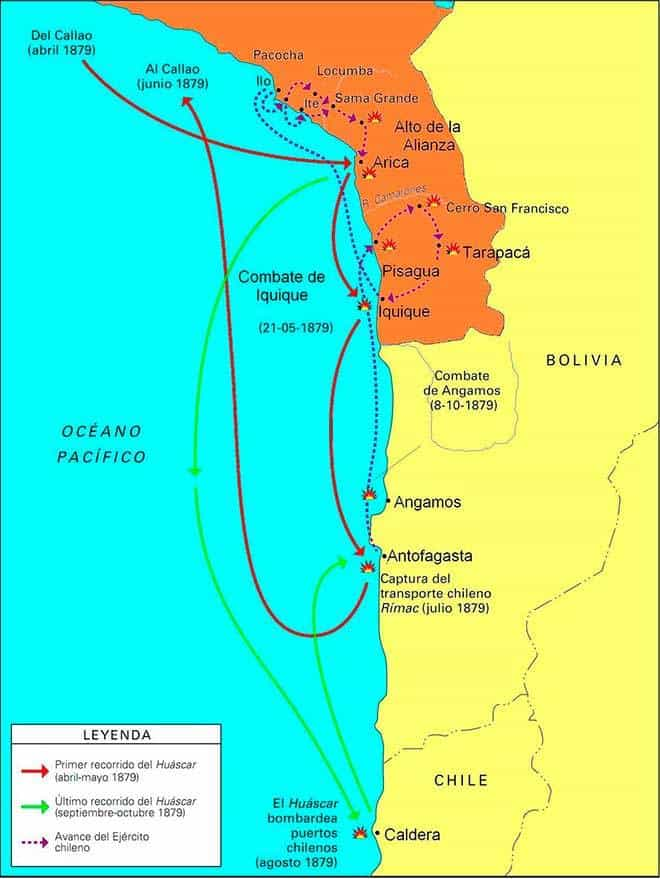 Del Callao
(abril 1879)
Al Callao
(junio 1879)
Pacocha
Ilo
Locumba
Ite
Sama Grande
Alto de la
Alianza
Arica
R. Camarones
Cerro San Francisco
Tarapacá
Pisagua
Iquique
Combate de
Iquique
(21-05-1879)
BOLIVIA
Combate
de Angamos
(8-10-1879)
OCÉANO
PACÍFICO
Angamos
Antofagasta
Captura del
transporte chileno
Rímac (julio 1879)
LEYENDA
Primer recorrido del Huáscar
(abril-mayo 1879)
Último recorrido del Huáscar
(septiembre-octubre 1879)
Avance del Ejército
chileno
CHILE
El Huáscar
bombardea
puertos
chilenos
(agosto 1879)
Caldera